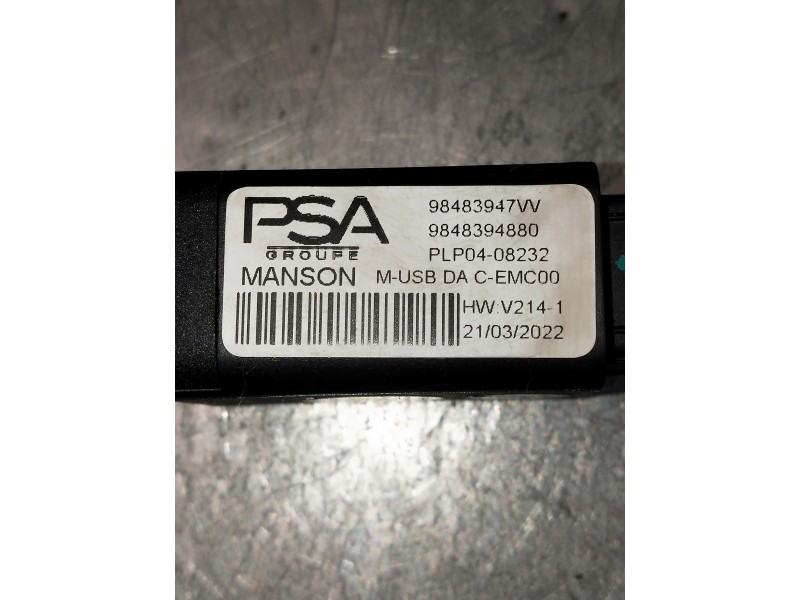 PSA
GROUPE
MANSON
98483947VV
9848394880
PLP04-08232
M-USB DA C-EMC00
HW:V214-1
21/03/2022